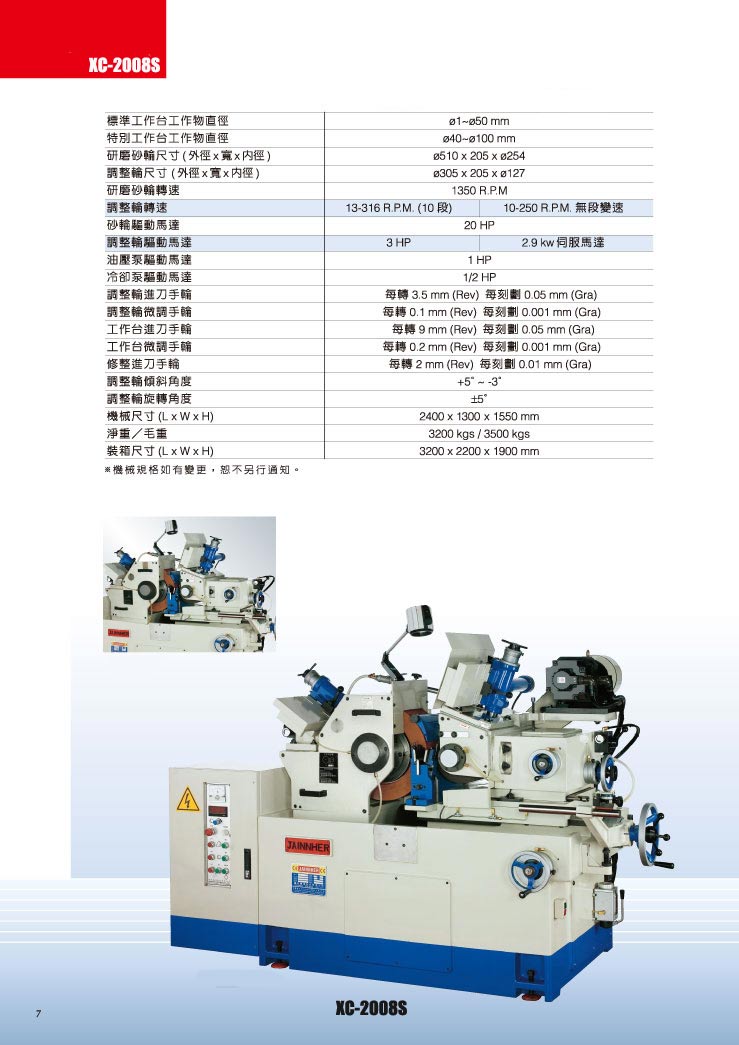 XC-2008S
標準工作台工作物直徑 ø1~ø50 mm
特別工作台工作物直徑 ø40~ø100 mm
研磨砂輪尺寸 (外徑 x 寬 x 內徑) ø510 x 205 x ø254
調整輪尺寸 (外徑 x 寬 x 內徑) ø305 x 205 x ø127
研磨砂輪轉速 1350 R.P.M
調整輪轉速 13-316 R.P.M. (10 段) 10-250 R.P.M. 無段變速
砂輪驅動馬達 20 HP
調整輪驅動馬達 3 HP 2.9 kw 伺服馬達
油壓泵驅動馬達 1 HP
冷卻泵驅動馬達 1/2 HP
調整輪進刀手輪 每轉 3.5 mm (Rev) 每刻劃 0.05 mm (Gra)
調整輪微調手輪 每轉 0.1 mm (Rev) 每刻劃 0.001 mm (Gra)
工作台進刀手輪 每轉 9 mm (Rev) 每刻劃 0.05 mm (Gra)
工作台微調手輪 每轉 0.2 mm (Rev) 每刻劃 0.001 mm (Gra)
修整進刀手輪 每轉 2 mm (Rev) 每刻劃 0.01 mm (Gra)
調整輪傾斜角度 +5˚ ~ -3˚
調整輪旋轉角度 ±5˚
機械尺寸 (L x W x H) 2400 x 1300 x 1550 mm
淨重／毛重 3200 kgs / 3500 kgs
裝箱尺寸 (L x W x H) 3200 x 2200 x 1900 mm
※機械規格如有變更，恕不另行通知。
JAINNHER
JAINNHER
JAINNHER
XC-2008S
7